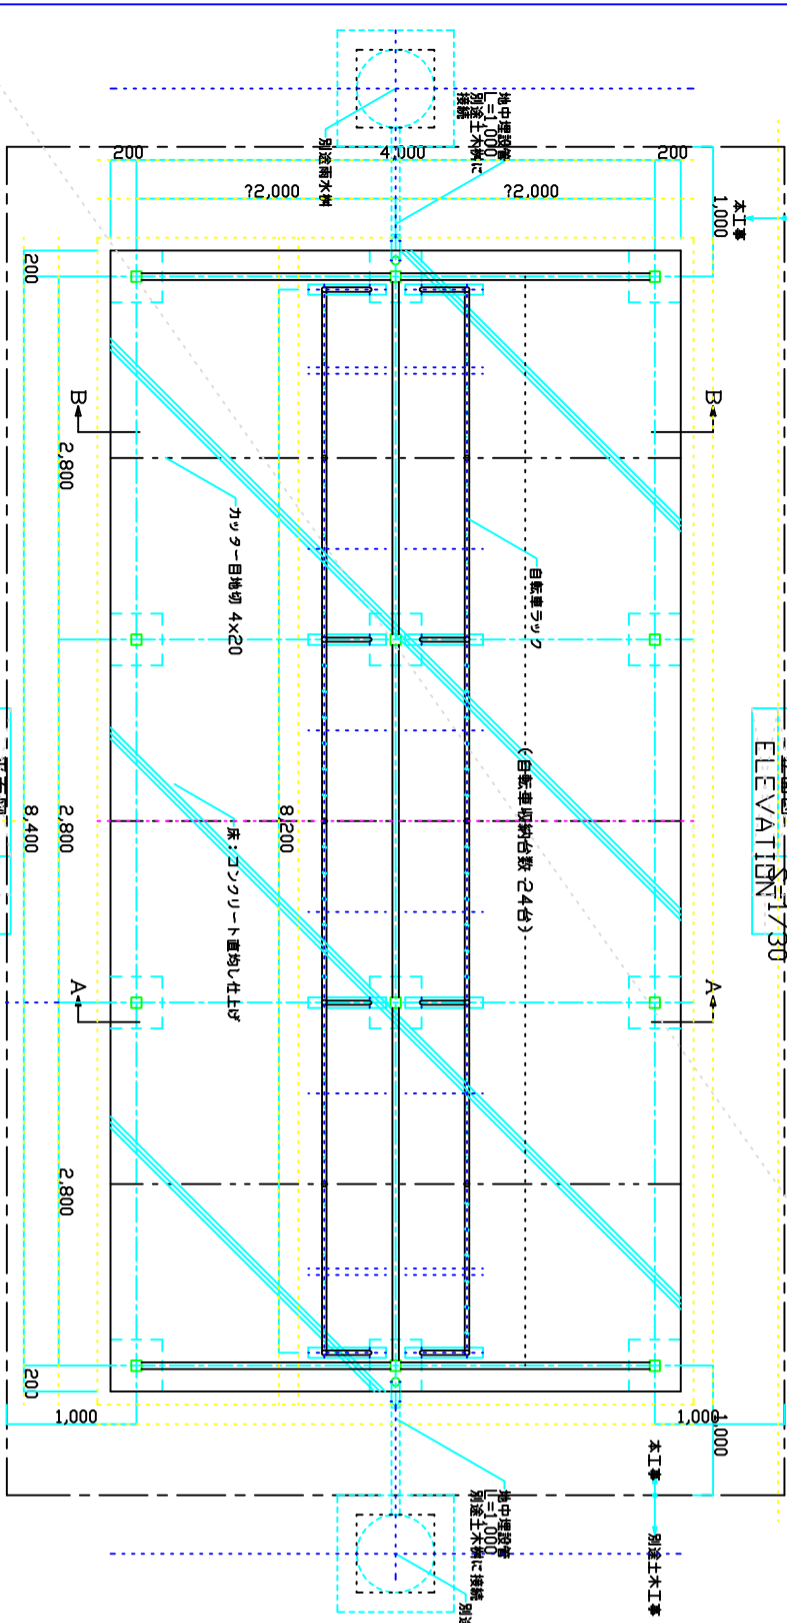 地中埋設管
L=1,000
別途土木桝に
接続
別途雨水桝
200
4,000
200
?2,000
?2,000
本工事
1,000
200
B
B
2,800
カッター目地切 4x20
自転車ラック
(自転車収納台数 24台)
ELEVATION
S=1/30
2,800
8,400
8,200
床：コンクリート直均し仕上げ
A
A
2,800
200
1,000
1,000
1,000
本工事
別途土木工事
地中埋設管
L=1,000
別途土木桝に接続